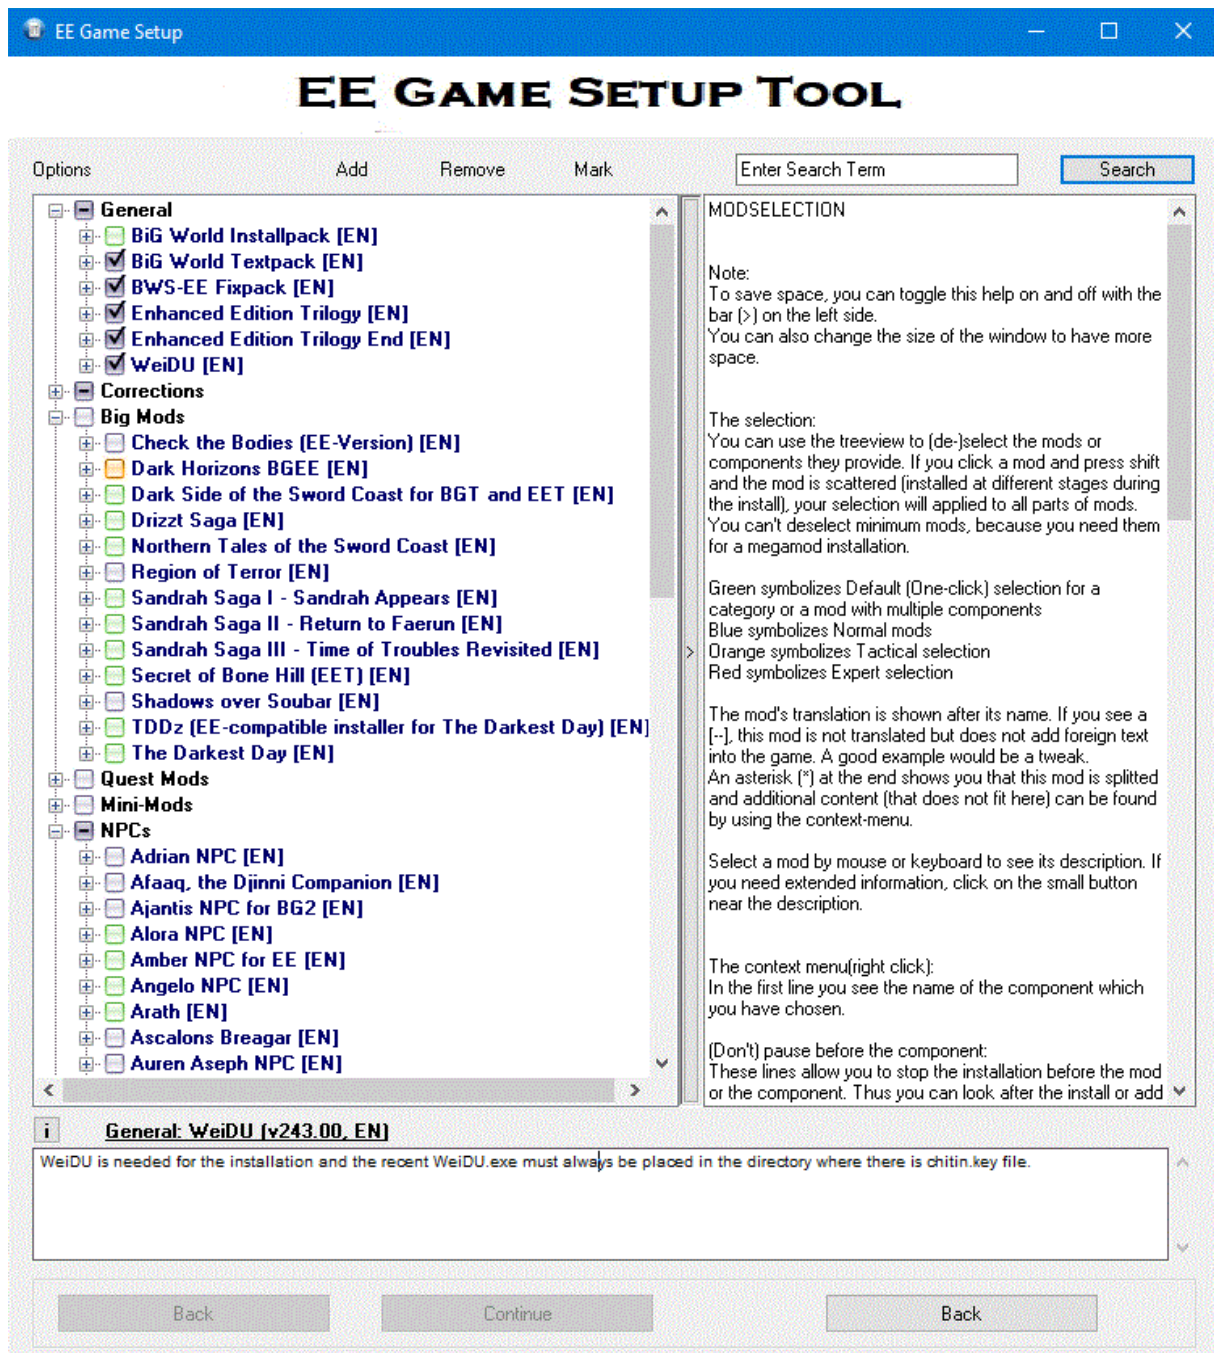 EE Game Setup
EE GAME SETUP TOOL
Options Add Remove Mark Enter Search Term Search
General
BiG World Installpack [EN]
BiG World Textpack [EN]
BWS-EE Fixpack [EN]
Enhanced Edition Trilogy [EN]
Enhanced Edition Trilogy End [EN]
WeiDU [EN]
Corrections
Big Mods
Check the Bodies (EE-Version) [EN]
Dark Horizons BGEE [EN]
Dark Side of the Sword Coast for BGT and EET [EN]
Drizzt Saga [EN]
Northern Tales of the Sword Coast [EN]
Region of Terror [EN]
Sandrah Saga I - Sandrah Appears [EN]
Sandrah Saga II - Return to Faerun [EN]
Sandrah Saga III - Time of Troubles Revisited [EN]
Secret of Bone Hill (EET) [EN]
Shadows over Soubar [EN]
TDDz (EE-compatible installer for The Darkest Day) [EN]
The Darkest Day [EN]
Quest Mods
Mini-Mods
NPCs
Adrian NPC [EN]
Afaaq, the Djinni Companion [EN]
Ajantis NPC for BG2 [EN]
Alora NPC [EN]
Amber NPC for EE [EN]
Angelo NPC [EN]
Arath [EN]
Ascalons Breagar [EN]
Auren Aseph NPC [EN]
>
MODSELECTION
Note:
To save space, you can toggle this help on and off with the
bar (>) on the left side.
You can also change the size of the window to have more
space.
The selection:
You can use the treeview to (de-)select the mods or
components they provide. If you click a mod and press shift
and the mod is scattered (installed at different stages during
the install), your selection will applied to all parts of mods.
You can't deselect minimum mods, because you need them
for a megamod installation.
Green symbolizes Default (One-click) selection for a
category or a mod with multiple components
Blue symbolizes Normal mods
Orange symbolizes Tactical selection
Red symbolizes Expert selection
The mod's translation is shown after its name. If you see a
[--], this mod is not translated but does not add foreign text
into the game. A good example would be a tweak.
An asterisk (*) at the end shows you that this mod is splitted
and additional content (that does not fit here) can be found
by using the context-menu.
Select a mod by mouse or keyboard to see its description. If
you need extended information, click on the small button
near the description.
The context menu(right click):
In the first line you see the name of the component which
you have chosen.
(Don't) pause before the component:
These lines allow you to stop the installation before the mod
or the component. Thus you can look after the install or add
i General: WeiDU (v243.00, EN)
WeiDU is needed for the installation and the recent WeiDU.exe must always be placed in the directory where there is chitin.key file.
Back Continue Back